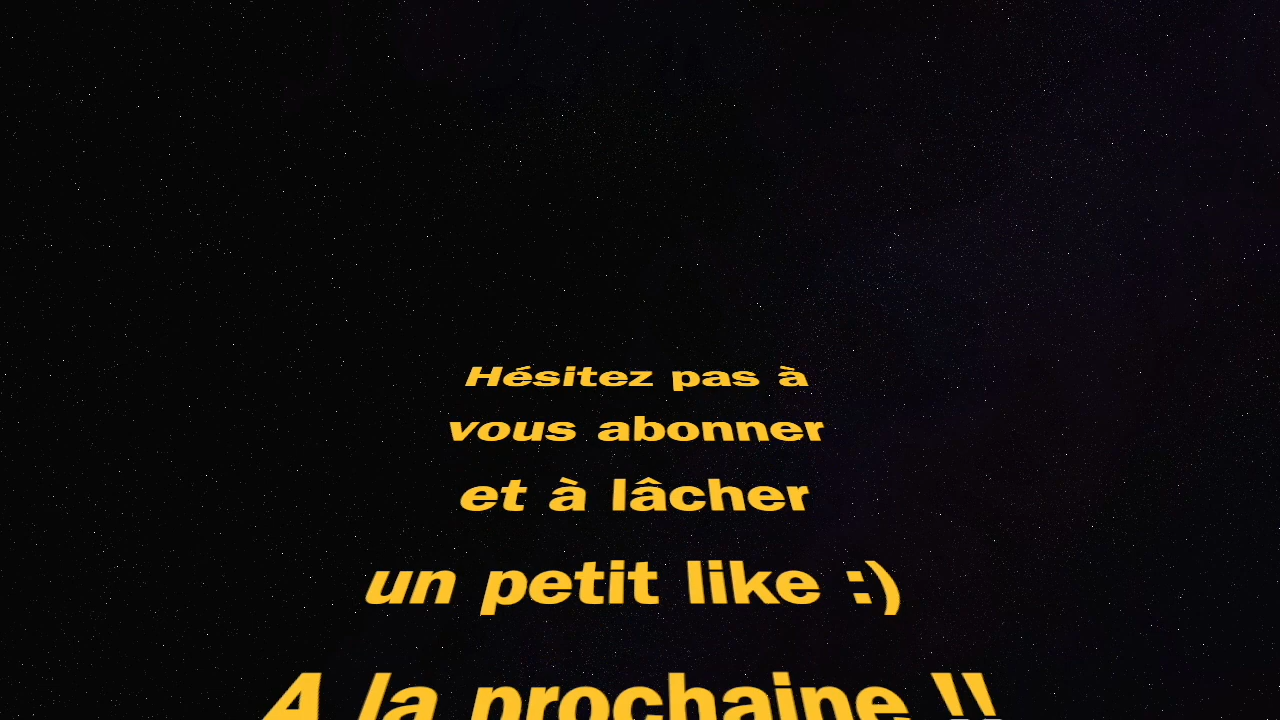 Hésitez pas à
vous abonner
et à lâcher
un petit like :)
A la prochaine !!